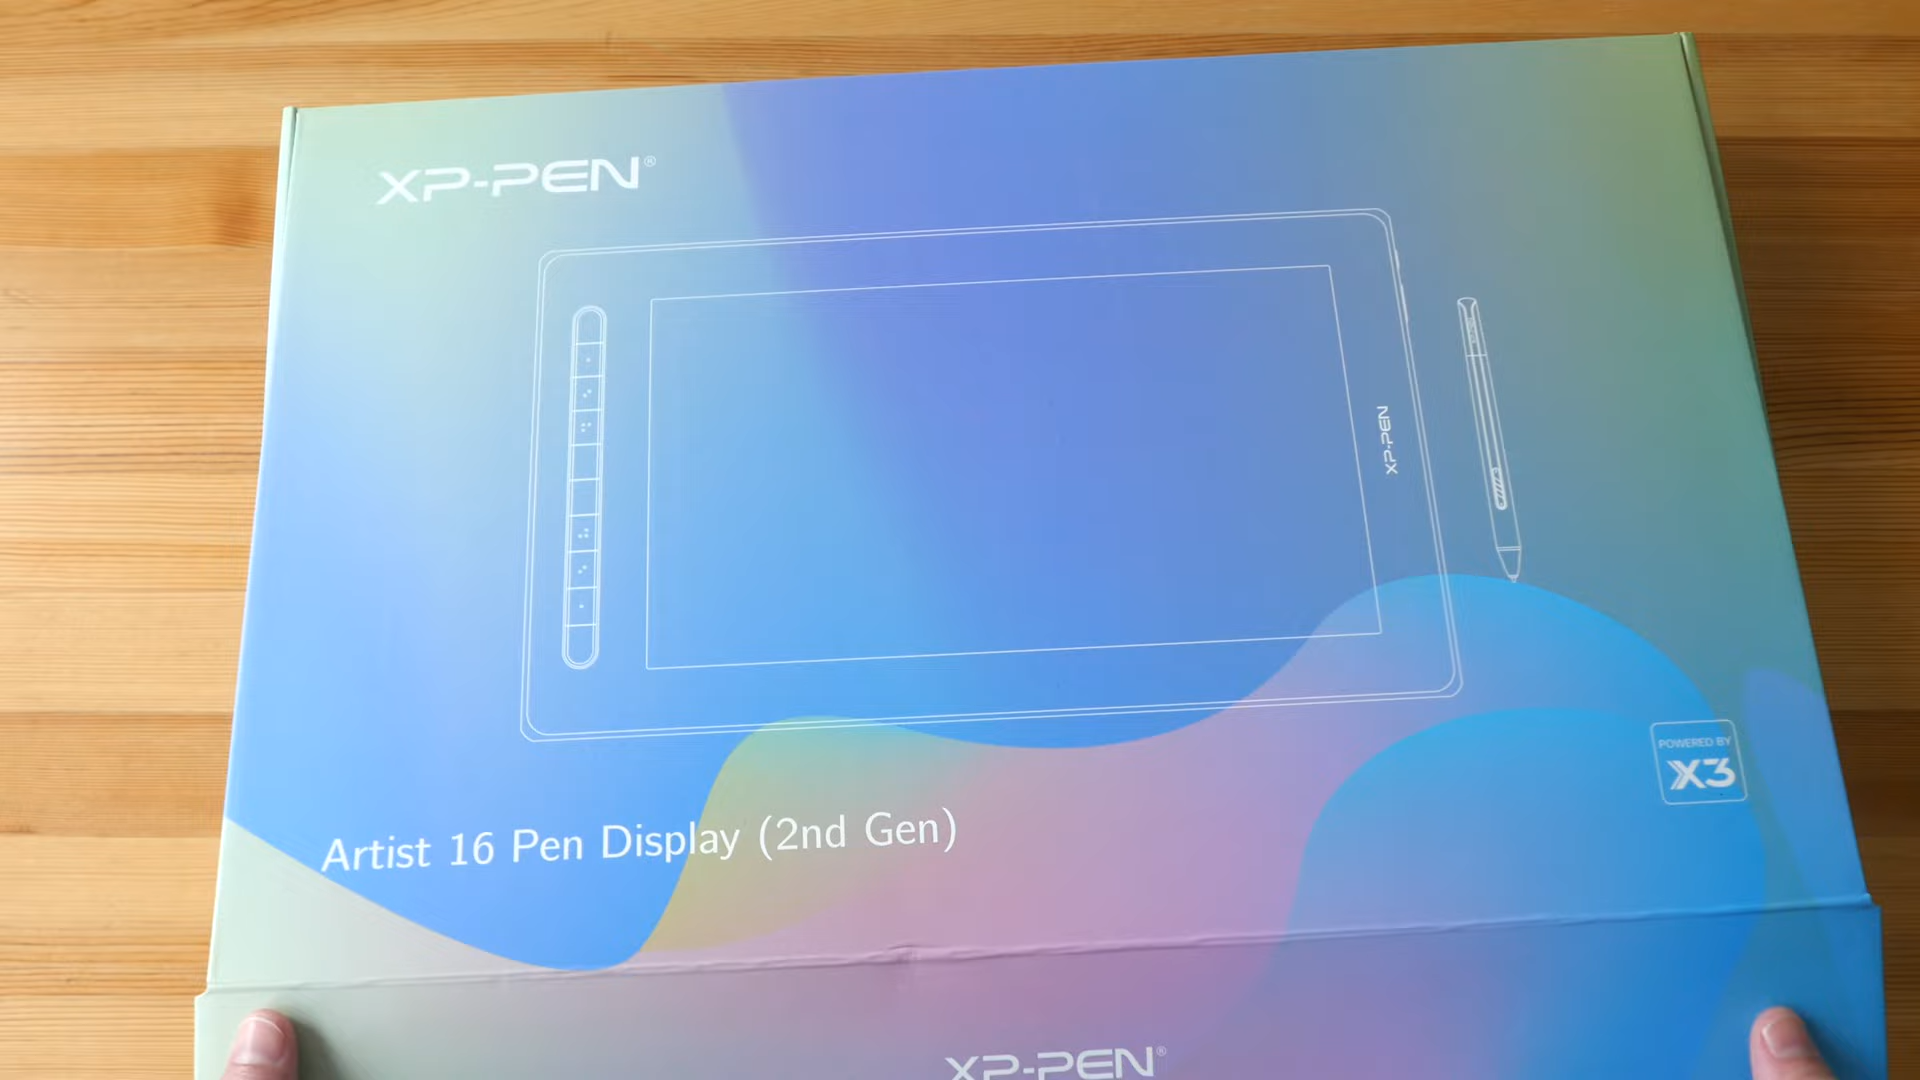 XP-PEN®
XP-PEN
POWERED BY
X3
Artist 16 Pen Display (2nd Gen)
XP-PEN®